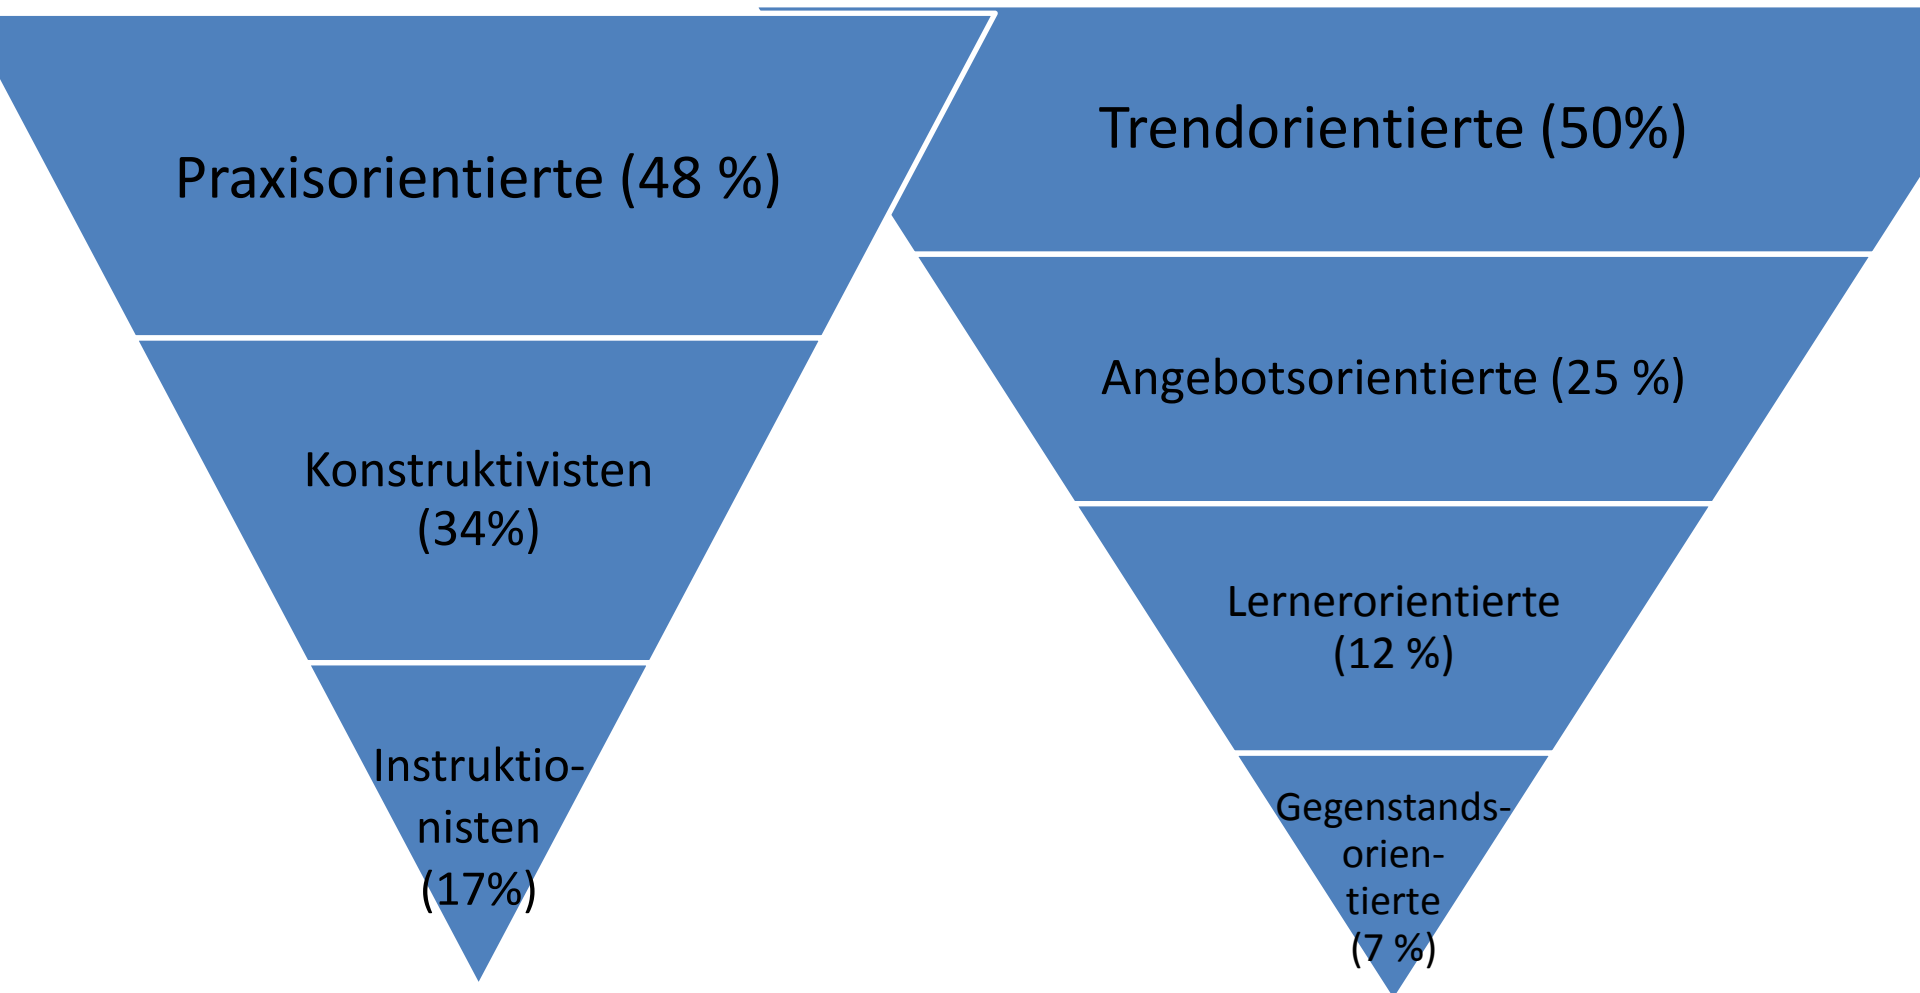 Praxisorientierte (48 %)
Konstruktivisten
(34%)
Instruktio-
nisten
(17%)
Trendorientierte (50%)
Angebotsorientierte (25 %)
Lernerorientierte
(12 %)
Gegenstands-
orien-
tierte
(7 %)